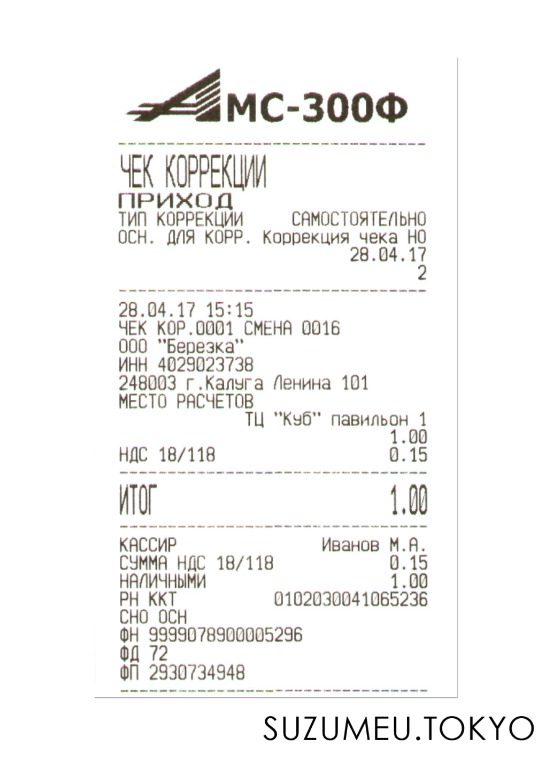 АМС-300Ф
ЧЕК КОРРЕКЦИИ
ПРИХОД
ТИП КОРРЕКЦИИ САМОСТОЯТЕЛЬНО
ОСН. ДЛЯ КОРР. Коррекция чека НО
28.04.17
2
28.04.17 15:15
ЧЕК КОР.0001 СМЕНА 0016
ООО "Березка"
ИНН 4029023738
248003 г.Калуга Ленина 101
МЕСТО РАСЧЕТОВ
ТЦ "Куб" павильон 1
1.00
НДС 18/118 0.15
ИТОГ 1.00
КАССИР Иванов М.А.
СУММА НДС 18/118 0.15
НАЛИЧНЫМИ 1.00
РН ККТ 0102030041065236
СНО ОСН
ФН 9999078900005296
ФД 72
ФП 2930734948
SUZUMEU.TOKYO